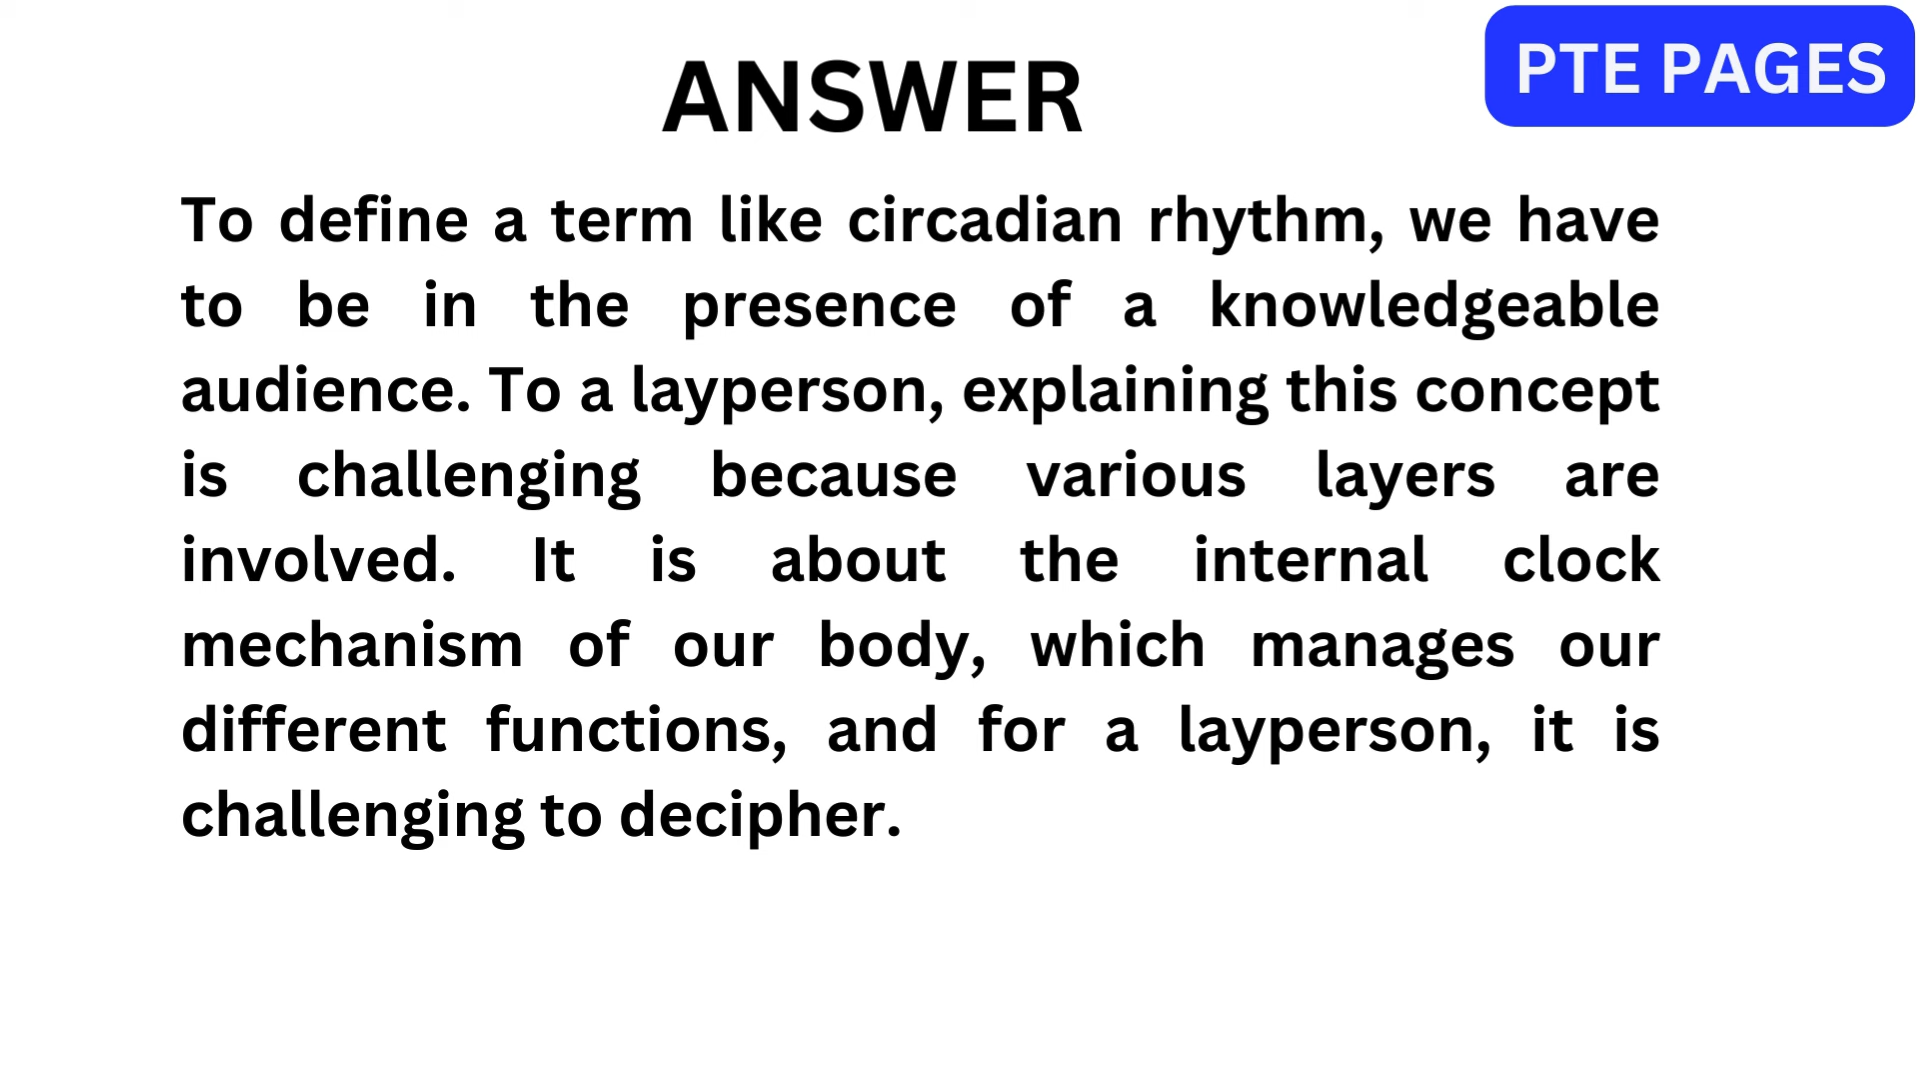 PTE PAGES
ANSWER
To define a term like circadian rhythm, we have
to be in the presence of a knowledgeable
audience. To a layperson, explaining this concept
is challenging because various layers are
involved. It is about the internal clock
mechanism of our body, which manages our
different functions, and for a layperson, it is
challenging to decipher.